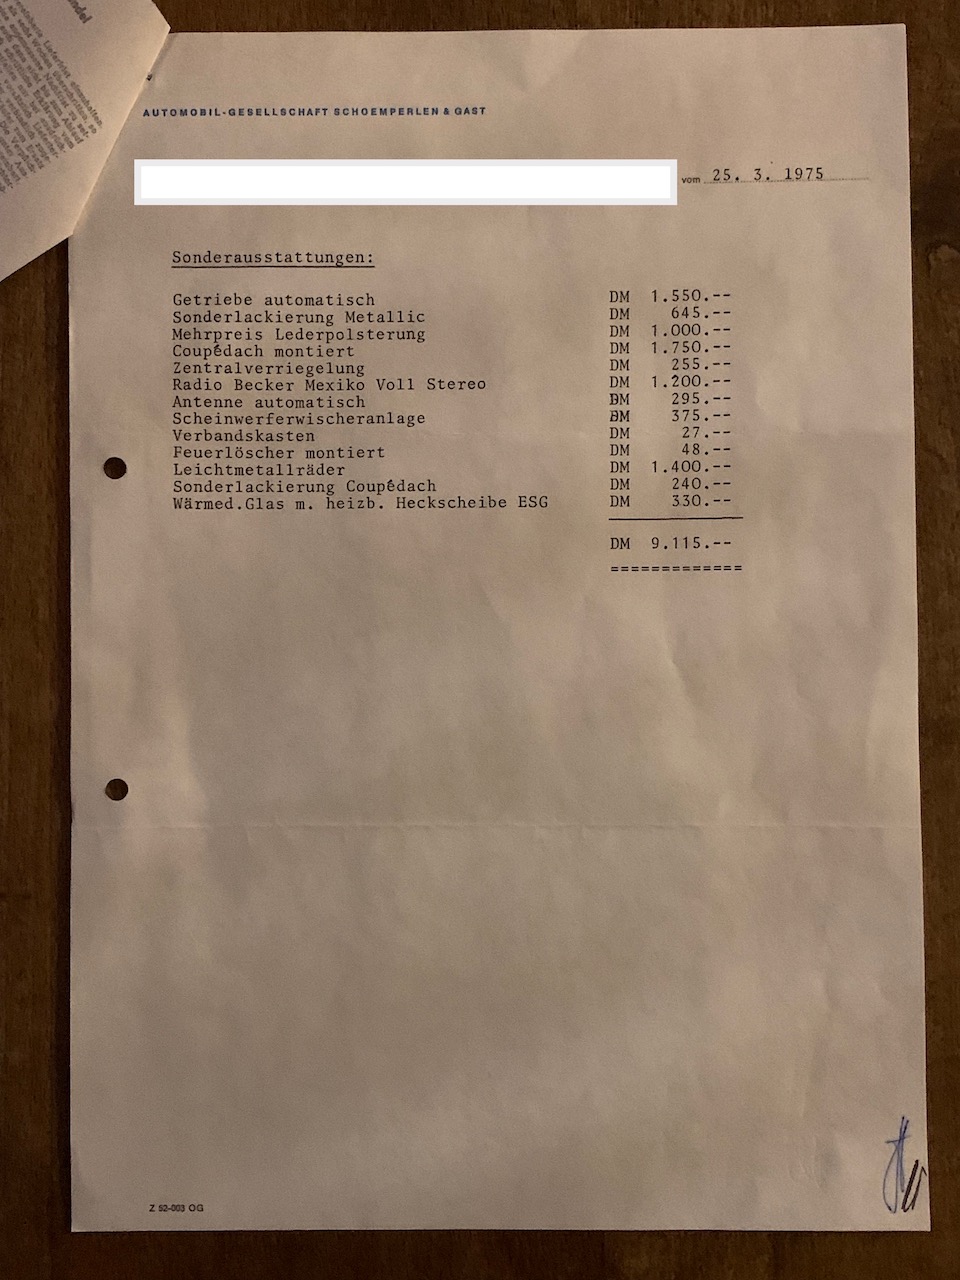 AUTOMOBIL-GESELLSCHAFT SCHOEMPERLEN & GAST
vom 25. 3. 1975
Sonderausstattungen:
Getriebe automatisch DM 1.550.--
Sonderlackierung Metallic DM 645.--
Mehrpreis Lederpolsterung DM 1.000.--
Coupédach montiert DM 1.750.--
Zentralverriegelung DM 255.--
Radio Becker Mexiko Voll Stereo DM 1.200.--
Antenne automatisch DM 295.--
Scheinwerferwischeranlage DM 375.--
Verbandskasten DM 27.--
Feuerlöscher montiert DM 48.--
Leichtmetallräder DM 1.400.--
Sonderlackierung Coupédach DM 240.--
Wärmed.Glas m. heizb. Heckscheibe ESG DM 330.--
DM 9.115.--
=============
Z 92-003 OG